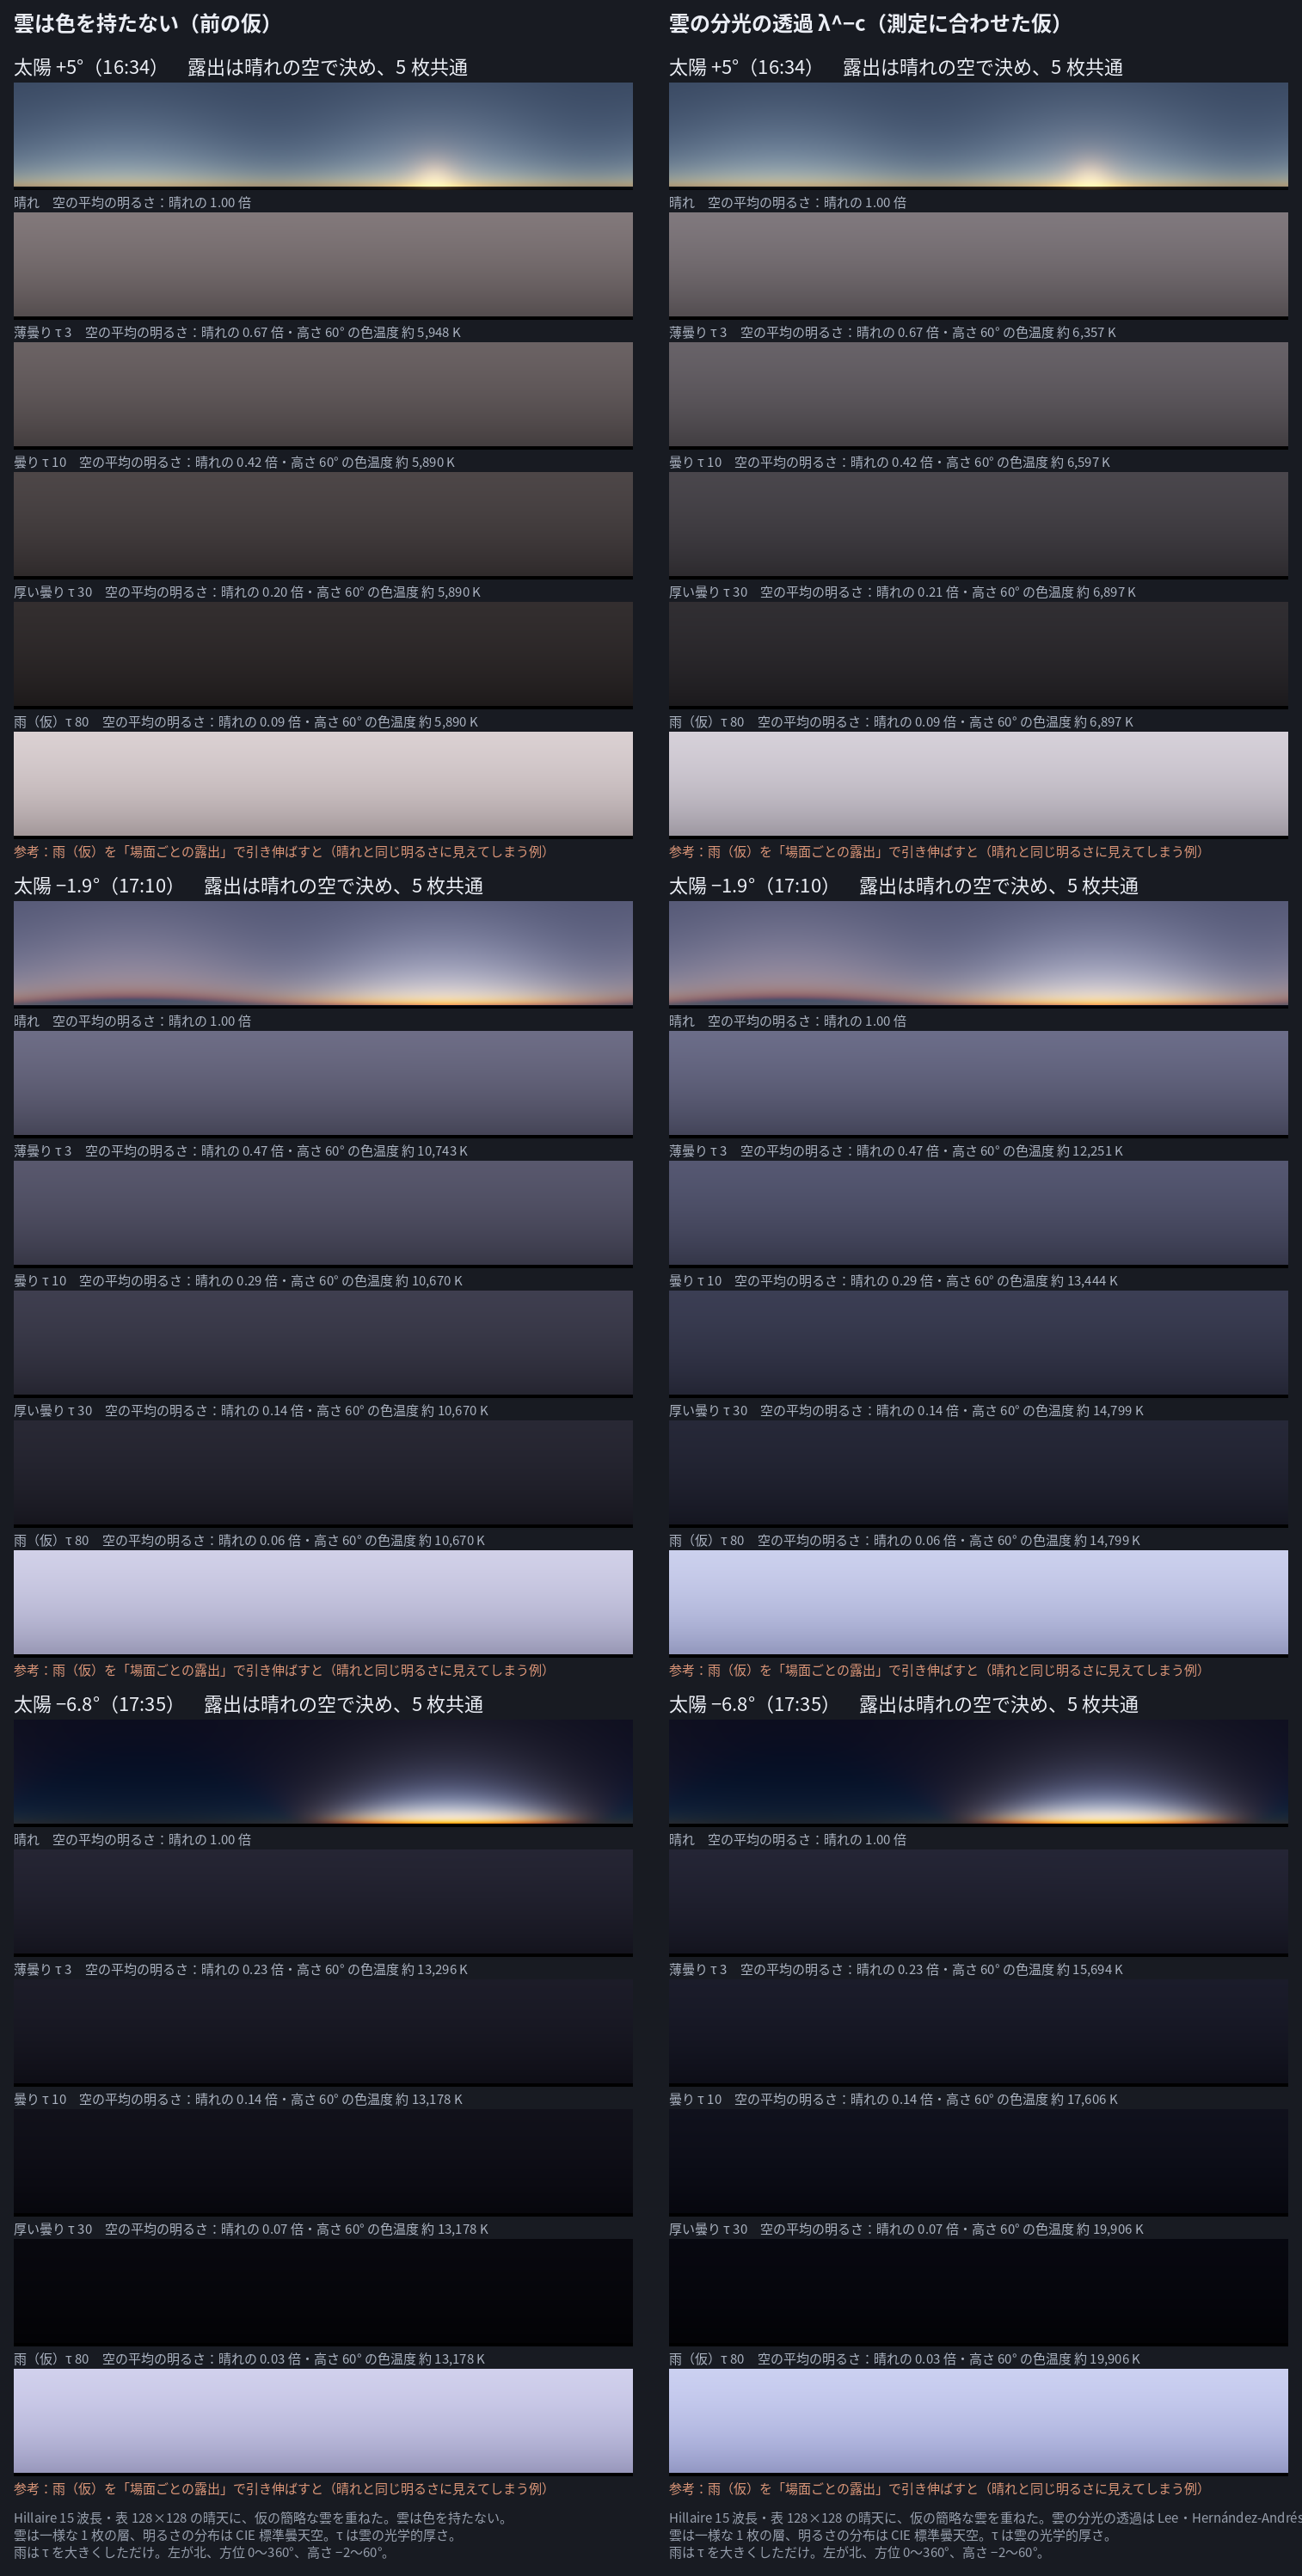 雲は色を持たない（前の仮）
太陽 +5°（16:34）　露出は晴れの空で決め、5 枚共通
晴れ　空の平均の明るさ：晴れの 1.00 倍
薄曇り τ 3　空の平均の明るさ：晴れの 0.67 倍・高さ 60° の色温度 約 5,948 K
曇り τ 10　空の平均の明るさ：晴れの 0.42 倍・高さ 60° の色温度 約 5,890 K
厚い曇り τ 30　空の平均の明るさ：晴れの 0.20 倍・高さ 60° の色温度 約 5,890 K
雨（仮）τ 80　空の平均の明るさ：晴れの 0.09 倍・高さ 60° の色温度 約 5,890 K
参考：雨（仮）を「場面ごとの露出」で引き伸ばすと（晴れと同じ明るさに見えてしまう例）
太陽 −1.9°（17:10）　露出は晴れの空で決め、5 枚共通
晴れ　空の平均の明るさ：晴れの 1.00 倍
薄曇り τ 3　空の平均の明るさ：晴れの 0.47 倍・高さ 60° の色温度 約 10,743 K
曇り τ 10　空の平均の明るさ：晴れの 0.29 倍・高さ 60° の色温度 約 10,670 K
厚い曇り τ 30　空の平均の明るさ：晴れの 0.14 倍・高さ 60° の色温度 約 10,670 K
雨（仮）τ 80　空の平均の明るさ：晴れの 0.06 倍・高さ 60° の色温度 約 10,670 K
参考：雨（仮）を「場面ごとの露出」で引き伸ばすと（晴れと同じ明るさに見えてしまう例）
太陽 −6.8°（17:35）　露出は晴れの空で決め、5 枚共通
晴れ　空の平均の明るさ：晴れの 1.00 倍
薄曇り τ 3　空の平均の明るさ：晴れの 0.23 倍・高さ 60° の色温度 約 13,296 K
曇り τ 10　空の平均の明るさ：晴れの 0.14 倍・高さ 60° の色温度 約 13,178 K
厚い曇り τ 30　空の平均の明るさ：晴れの 0.07 倍・高さ 60° の色温度 約 13,178 K
雨（仮）τ 80　空の平均の明るさ：晴れの 0.03 倍・高さ 60° の色温度 約 13,178 K
参考：雨（仮）を「場面ごとの露出」で引き伸ばすと（晴れと同じ明るさに見えてしまう例）
Hillaire 15 波長・表 128×128 の晴天に、仮の簡略な雲を重ねた。雲は色を持たない。
雲は一様な 1 枚の層、明るさの分布は CIE 標準曇天空。τ は雲の光学的厚さ。
雨は τ を大きくしただけ。左が北、方位 0〜360°、高さ −2〜60°。
雲の分光の透過 λ^−c（測定に合わせた仮）
太陽 +5°（16:34）　露出は晴れの空で決め、5 枚共通
晴れ　空の平均の明るさ：晴れの 1.00 倍
薄曇り τ 3　空の平均の明るさ：晴れの 0.67 倍・高さ 60° の色温度 約 6,357 K
曇り τ 10　空の平均の明るさ：晴れの 0.42 倍・高さ 60° の色温度 約 6,597 K
厚い曇り τ 30　空の平均の明るさ：晴れの 0.21 倍・高さ 60° の色温度 約 6,897 K
雨（仮）τ 80　空の平均の明るさ：晴れの 0.09 倍・高さ 60° の色温度 約 6,897 K
参考：雨（仮）を「場面ごとの露出」で引き伸ばすと（晴れと同じ明るさに見えてしまう例）
太陽 −1.9°（17:10）　露出は晴れの空で決め、5 枚共通
晴れ　空の平均の明るさ：晴れの 1.00 倍
薄曇り τ 3　空の平均の明るさ：晴れの 0.47 倍・高さ 60° の色温度 約 12,251 K
曇り τ 10　空の平均の明るさ：晴れの 0.29 倍・高さ 60° の色温度 約 13,444 K
厚い曇り τ 30　空の平均の明るさ：晴れの 0.14 倍・高さ 60° の色温度 約 14,799 K
雨（仮）τ 80　空の平均の明るさ：晴れの 0.06 倍・高さ 60° の色温度 約 14,799 K
参考：雨（仮）を「場面ごとの露出」で引き伸ばすと（晴れと同じ明るさに見えてしまう例）
太陽 −6.8°（17:35）　露出は晴れの空で決め、5 枚共通
晴れ　空の平均の明るさ：晴れの 1.00 倍
薄曇り τ 3　空の平均の明るさ：晴れの 0.23 倍・高さ 60° の色温度 約 15,694 K
曇り τ 10　空の平均の明るさ：晴れの 0.14 倍・高さ 60° の色温度 約 17,606 K
厚い曇り τ 30　空の平均の明るさ：晴れの 0.07 倍・高さ 60° の色温度 約 19,906 K
雨（仮）τ 80　空の平均の明るさ：晴れの 0.03 倍・高さ 60° の色温度 約 19,906 K
参考：雨（仮）を「場面ごとの露出」で引き伸ばすと（晴れと同じ明るさに見えてしまう例）
Hillaire 15 波長・表 128×128 の晴天に、仮の簡略な雲を重ねた。雲の分光の透過は Lee・Hernández-Andrés
雲は一様な 1 枚の層、明るさの分布は CIE 標準曇天空。τ は雲の光学的厚さ。
雨は τ を大きくしただけ。左が北、方位 0〜360°、高さ −2〜60°。